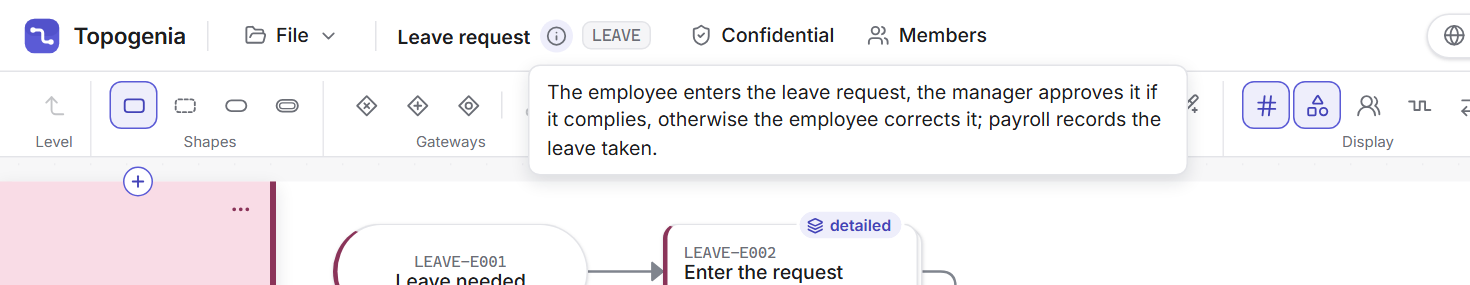 Topogenia
File
Leave request
LEAVE
Confidential
Members
The employee enters the leave request, the manager approves it if
it complies, otherwise the employee corrects it; payroll records the
leave taken.
Level
Shapes
Gateways
Display
detailed
LEAVE-E001
Leave needed
LEAVE-E002
Enter the request